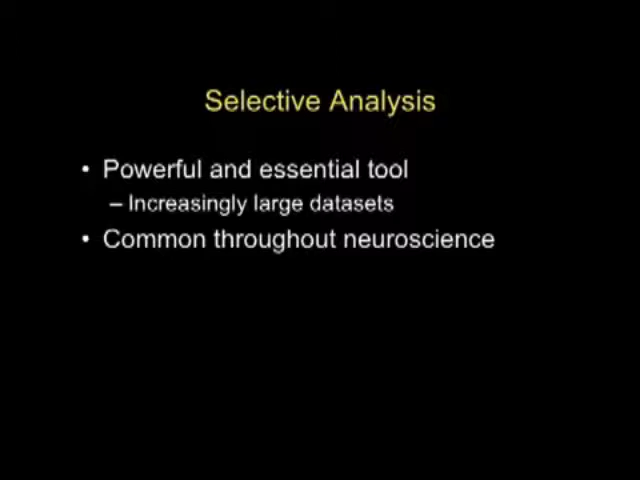 Selective Analysis
• Powerful and essential tool
– Increasingly large datasets
• Common throughout neuroscience